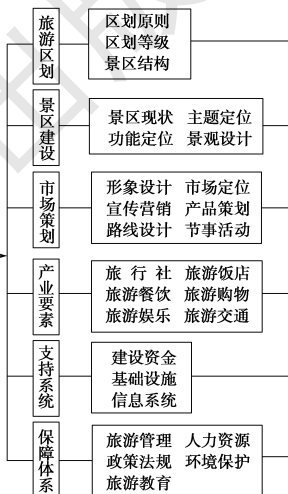 旅游区划
区划原则
区划等级
景区结构
景区建设
景区现状 主题定位
功能定位 景观设计
市场策划
形象设计 市场定位
宣传营销 产品策划
路线设计 节事活动
产业要素
旅 行 社 旅游饭店
旅游餐饮 旅游购物
旅游娱乐 旅游交通
支持系统
建设资金
基础设施
信息系统
保障体系
旅游管理 人力资源
政策法规 环境保护
旅游教育